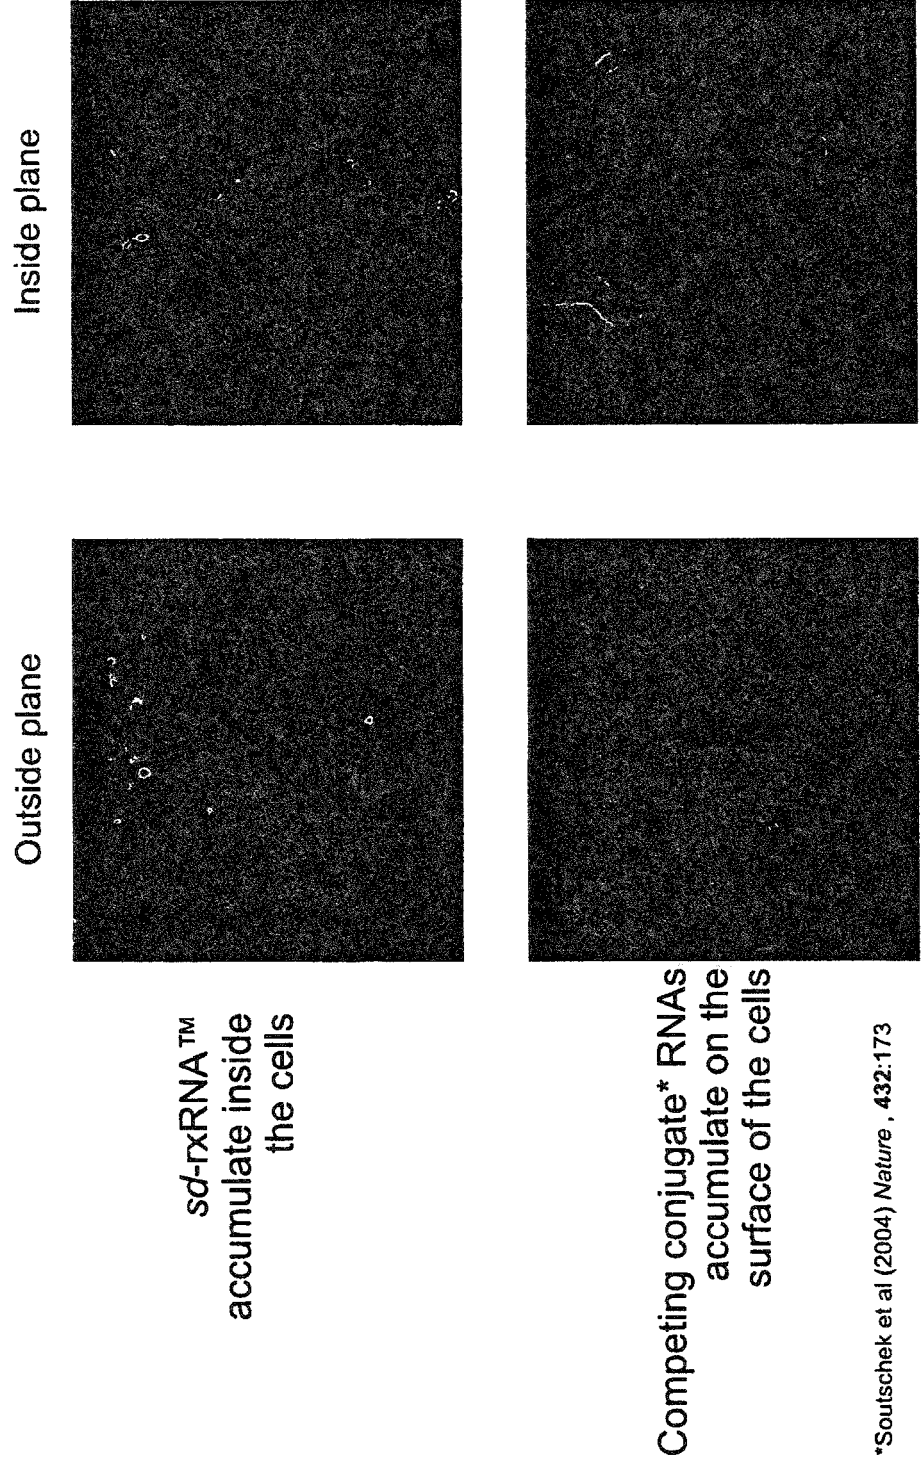 Outside plane
Inside plane
sd-rxRNA™
accumulate inside
the cells
Competing conjugate* RNAs
accumulate on the
surface of the cells
*Soutschek et al (2004) Nature , 432:173